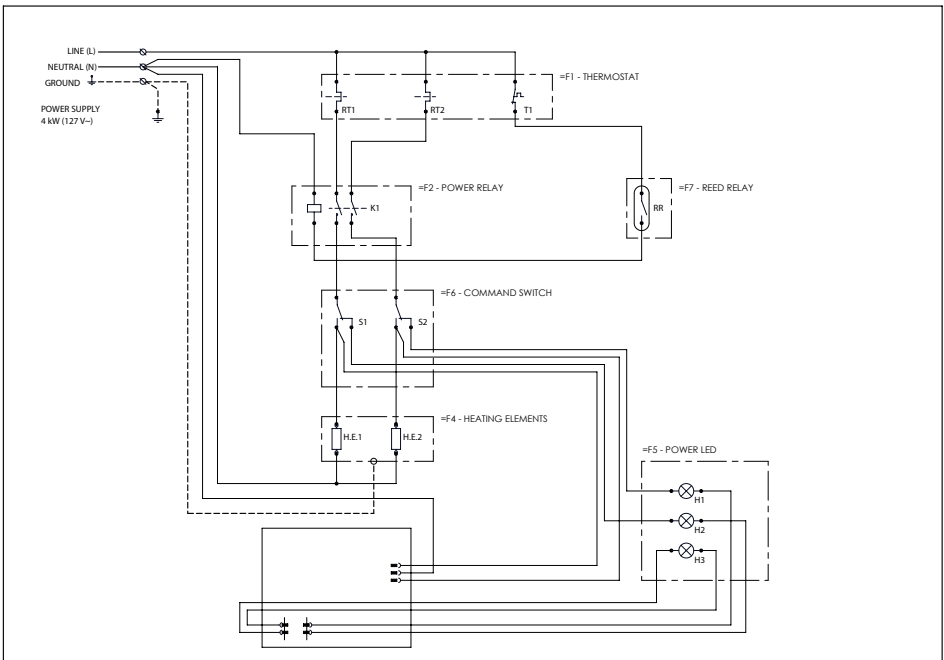 LINE (L)
NEUTRAL (N)
GROUND
POWER SUPPLY
4 kW (127 V~)
=F1 - THERMOSTAT
RT1
RT2
T1
=F2 - POWER RELAY
K1
=F7 - REED RELAY
RR
=F6 - COMMAND SWITCH
S1
S2
=F4 - HEATING ELEMENTS
H.E.1
H.E.2
=F5 - POWER LED
H1
H2
H3